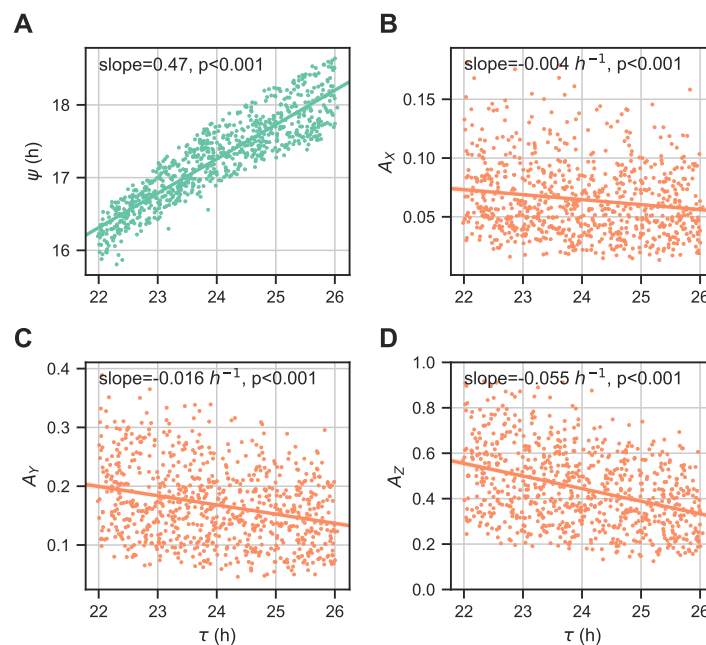 A
slope=0.47, p<0.001
ψ (h)
18
17
16
22 23 24 25 26
B
slope=-0.004 h⁻¹, p<0.001
A_X
0.15
0.10
0.05
22 23 24 25 26
C
slope=-0.016 h⁻¹, p<0.001
A_Y
0.4
0.3
0.2
0.1
22 23 24 25 26
τ (h)
D
slope=-0.055 h⁻¹, p<0.001
A_Z
1.0
0.8
0.6
0.4
0.2
0.0
22 23 24 25 26
τ (h)